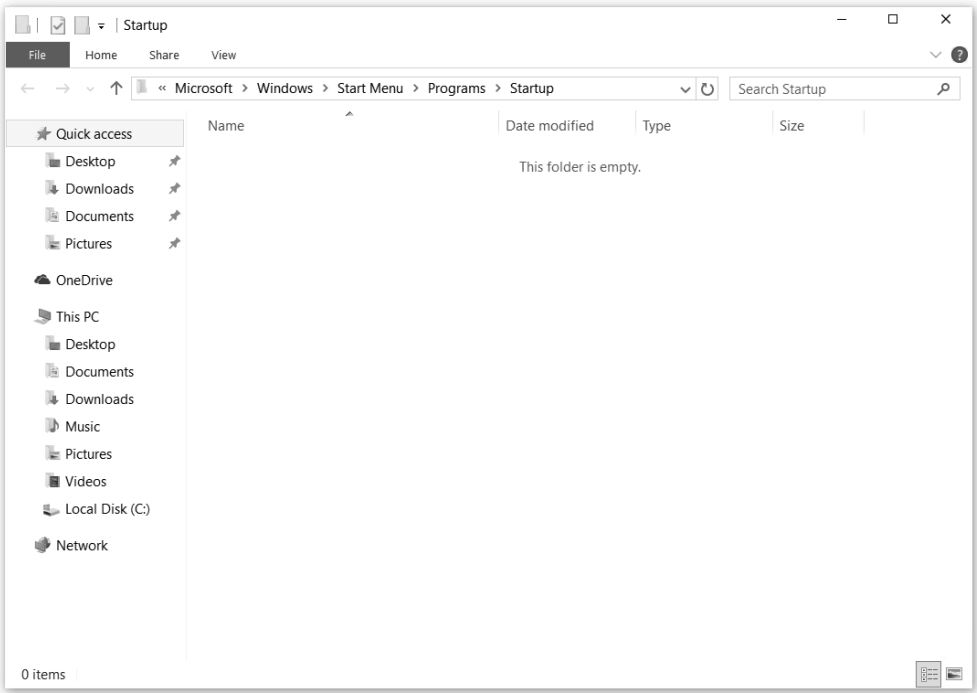 Startup
File Home Share View
« Microsoft > Windows > Start Menu > Programs > Startup Search Startup
Name Date modified Type Size
This folder is empty.
Quick access
Desktop
Downloads
Documents
Pictures
OneDrive
This PC
Desktop
Documents
Downloads
Music
Pictures
Videos
Local Disk (C:)
Network
0 items